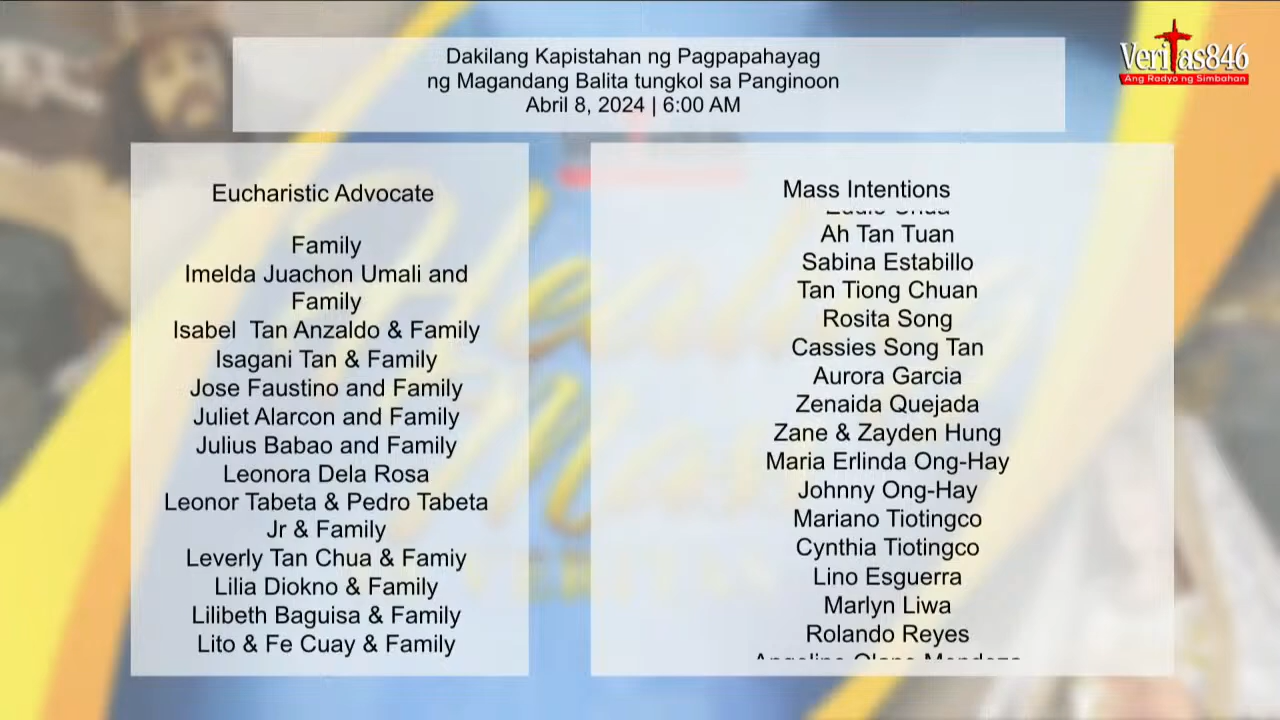 Dakilang Kapistahan ng Pagpapahayag
ng Magandang Balita tungkol sa Panginoon
Abril 8, 2024 | 6:00 AM
Veritas846
Ang Radyo ng Simbahan
Eucharistic Advocate
Family
Imelda Juachon Umali and
Family
Isabel Tan Anzaldo & Family
Isagani Tan & Family
Jose Faustino and Family
Juliet Alarcon and Family
Julius Babao and Family
Leonora Dela Rosa
Leonor Tabeta & Pedro Tabeta
Jr & Family
Leverly Tan Chua & Famiy
Lilia Diokno & Family
Lilibeth Baguisa & Family
Lito & Fe Cuay & Family
Mass Intentions
Ah Tan Tuan
Sabina Estabillo
Tan Tiong Chuan
Rosita Song
Cassies Song Tan
Aurora Garcia
Zenaida Quejada
Zane & Zayden Hung
Maria Erlinda Ong-Hay
Johnny Ong-Hay
Mariano Tiotingco
Cynthia Tiotingco
Lino Esguerra
Marlyn Liwa
Rolando Reyes